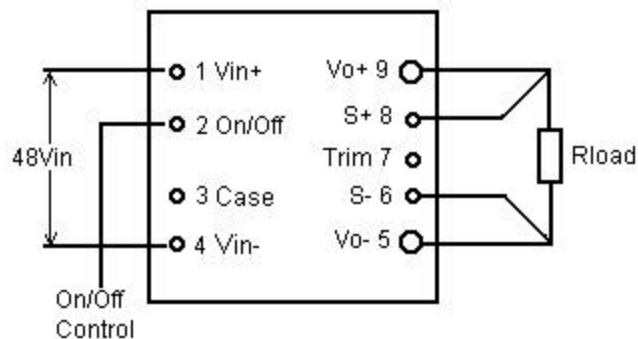 1 Vin+
Vo+ 9
2 On/Off
S+ 8
48Vin
Trim 7
Rload
3 Case
S- 6
4 Vin-
Vo- 5
On/Off
Control